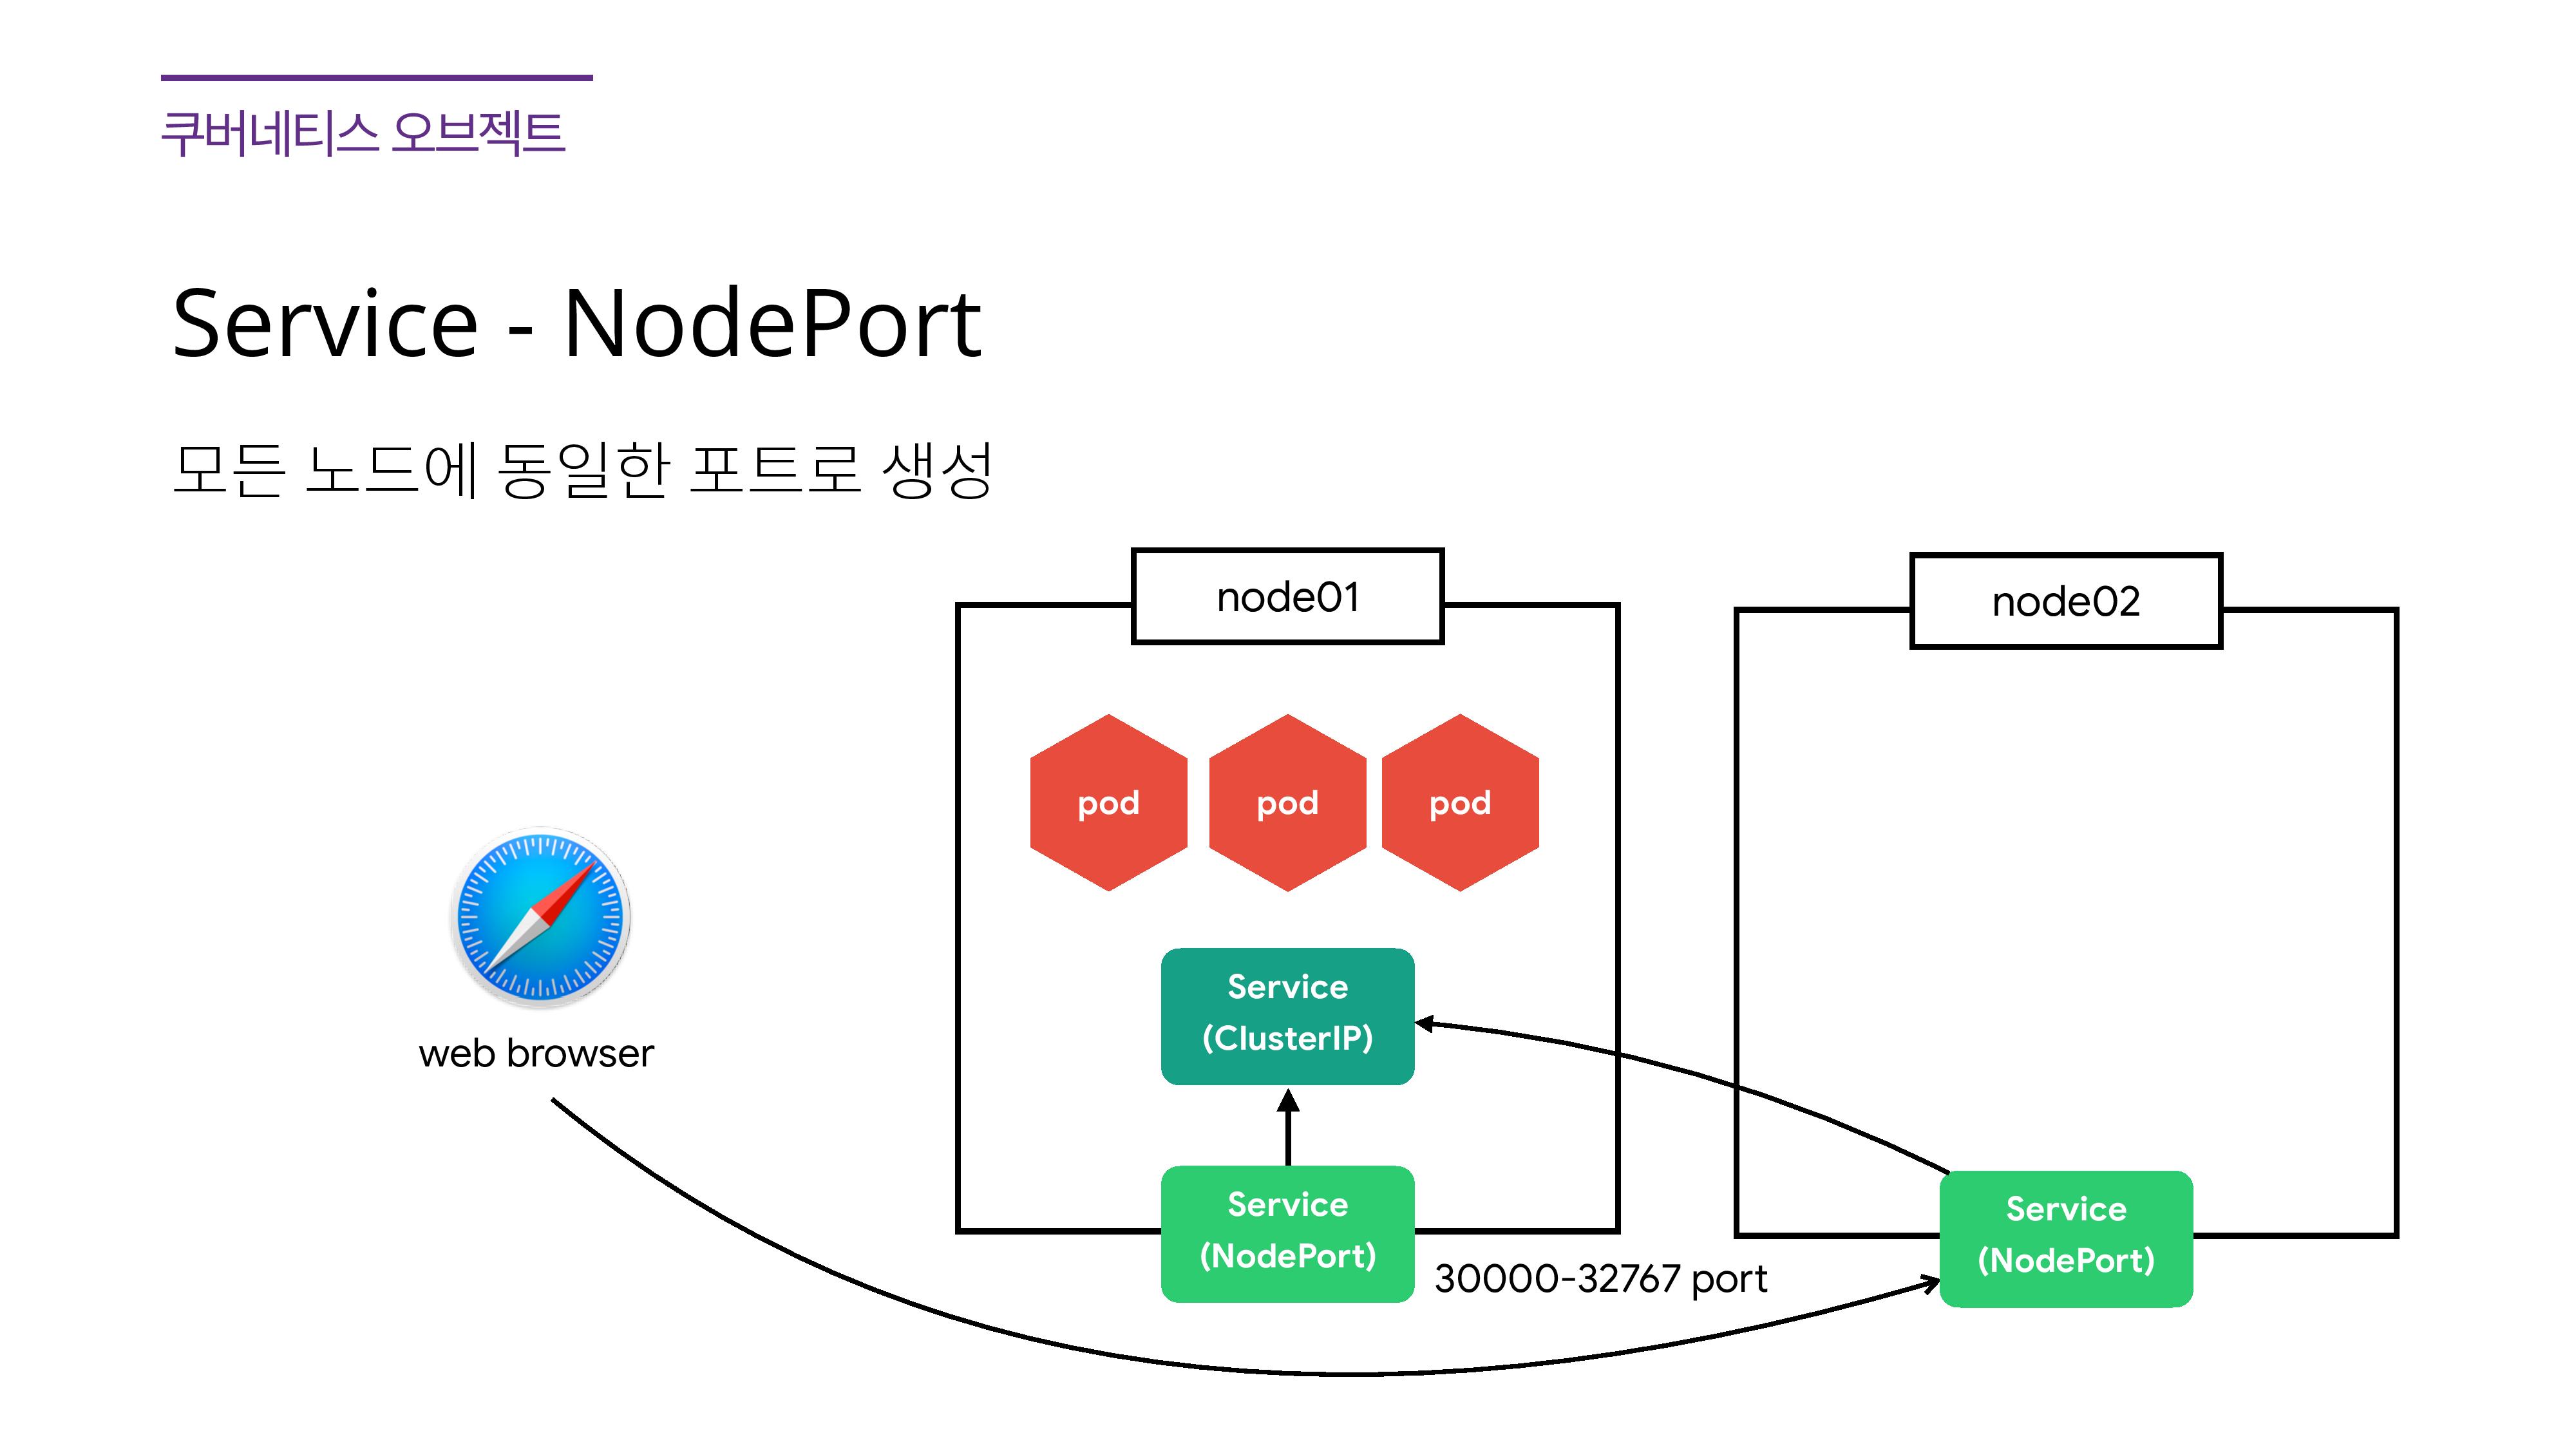 쿠버네티스 오브젝트
Service - NodePort
모든 노드에 동일한 포트로 생성
node01
node02
pod
pod
pod
web browser
Service
(ClusterIP)
Service
(NodePort)
30000-32767 port
Service
(NodePort)